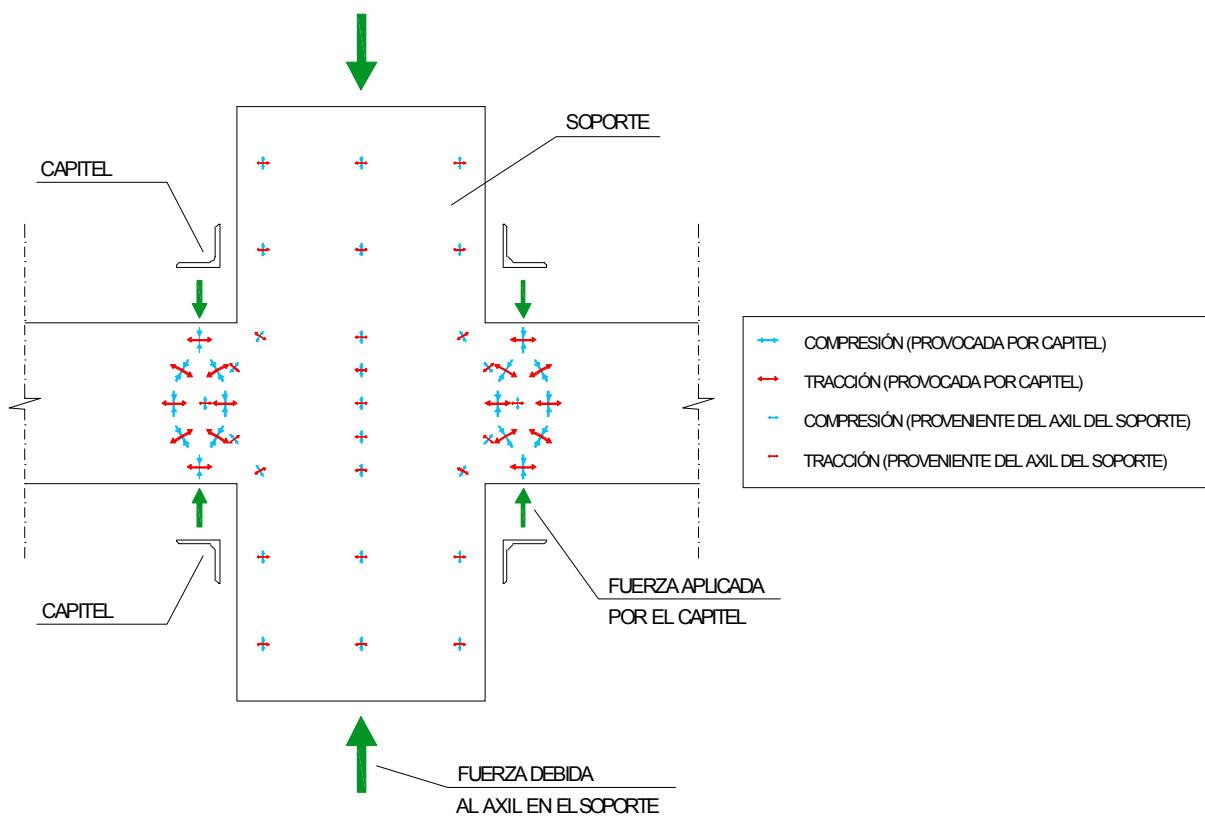 SOPORTE
CAPITEL
COMPRESIÓN (PROVOCADA POR CAPITEL)
TRACCIÓN (PROVOCADA POR CAPITEL)
COMPRESIÓN (PROVENIENTE DEL AXIL DEL SOPORTE)
TRACCIÓN (PROVENIENTE DEL AXIL DEL SOPORTE)
CAPITEL
FUERZA APLICADA
POR EL CAPITEL
FUERZA DEBIDA
AL AXIL EN EL SOPORTE